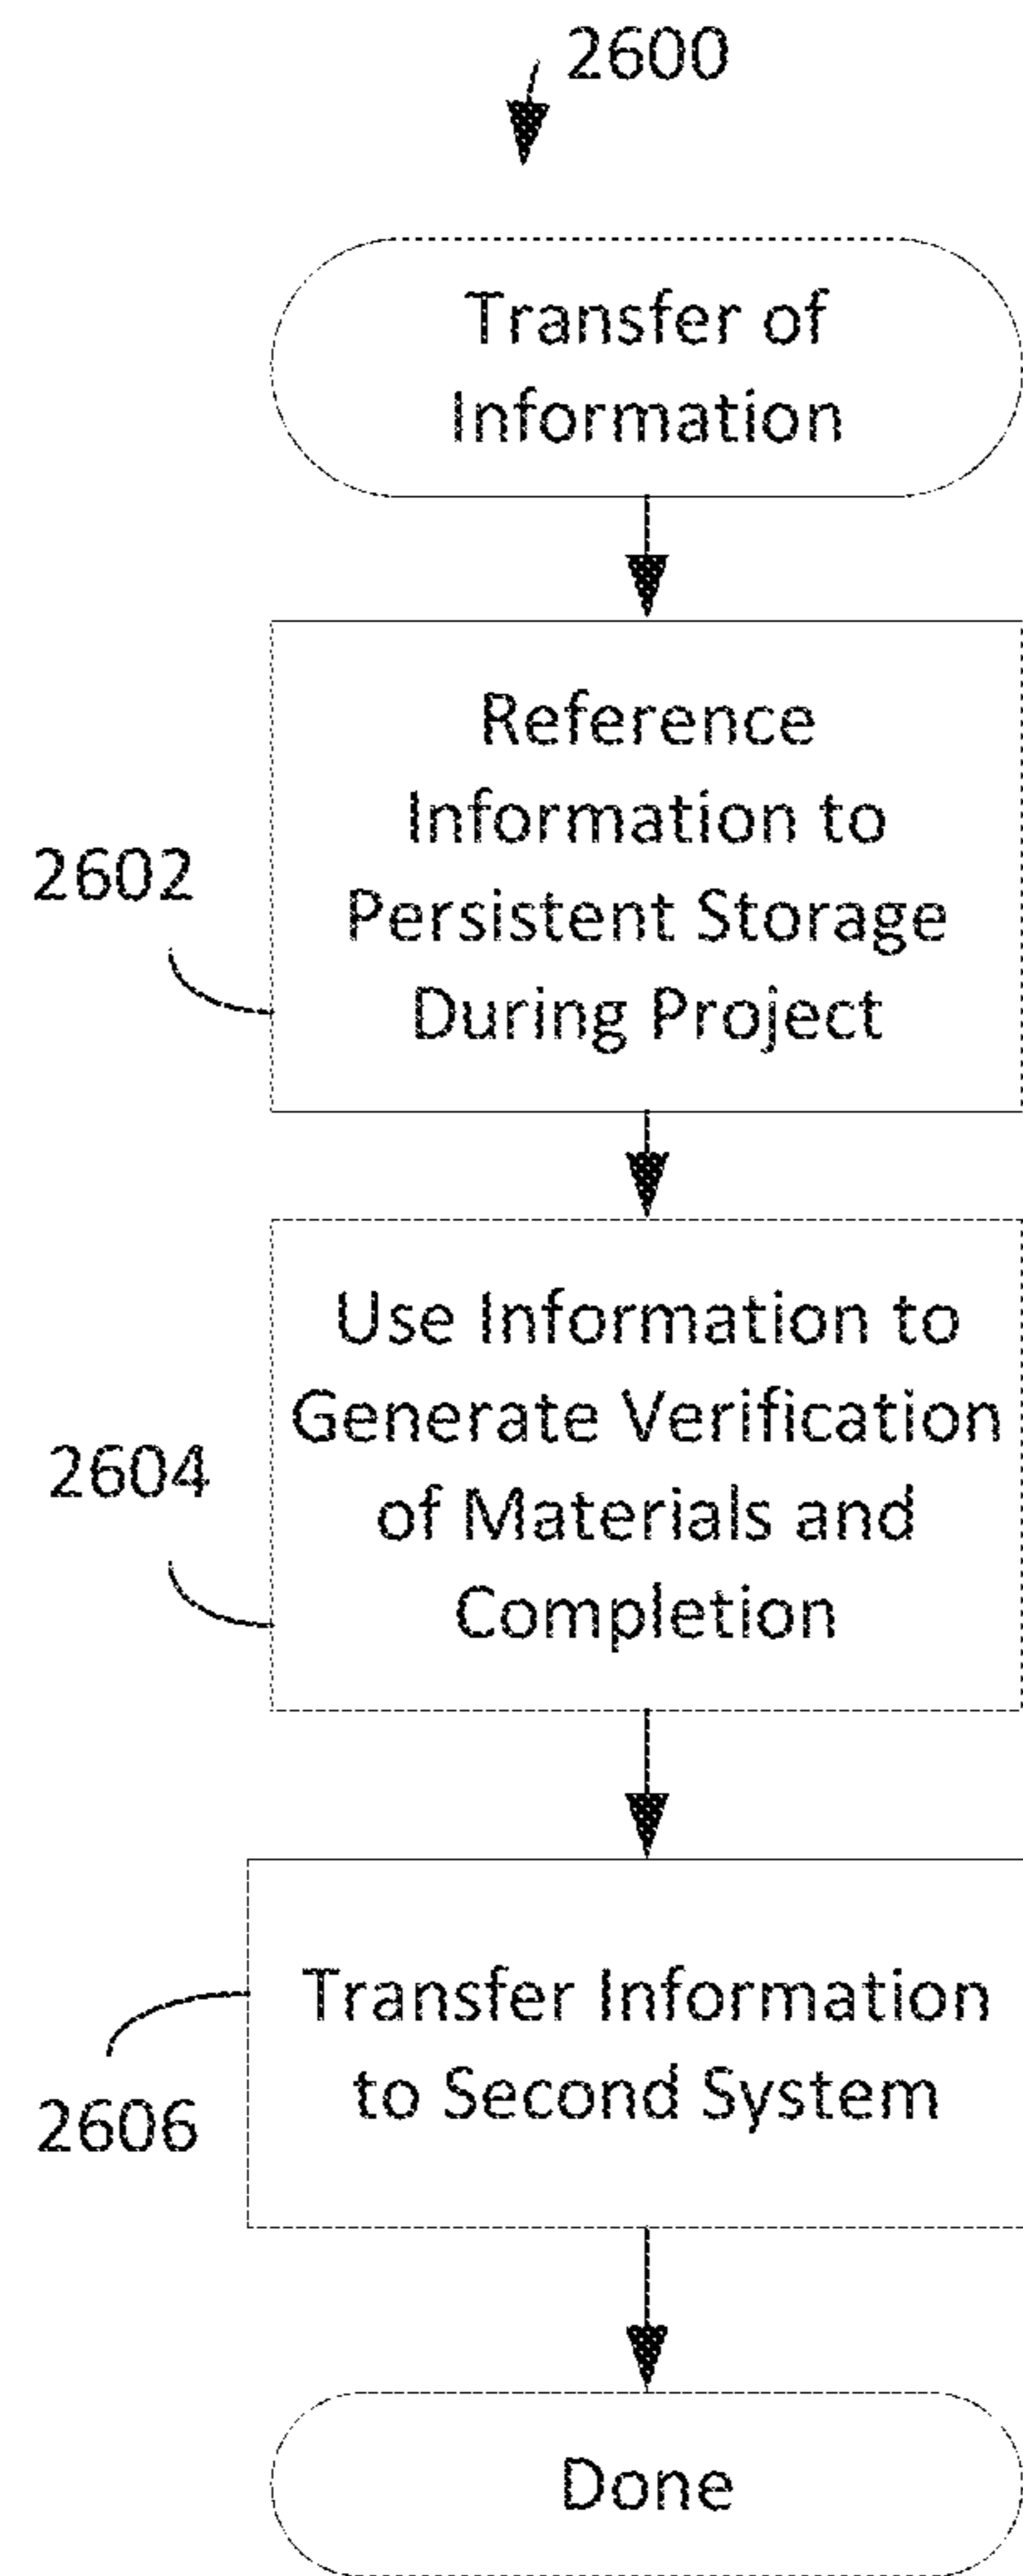 2600
Transfer of
Information
Reference
Information to
Persistent Storage
During Project
2602
Use Information to
Generate Verification
of Materials and
Completion
2604
Transfer Information
to Second System
2606
Done